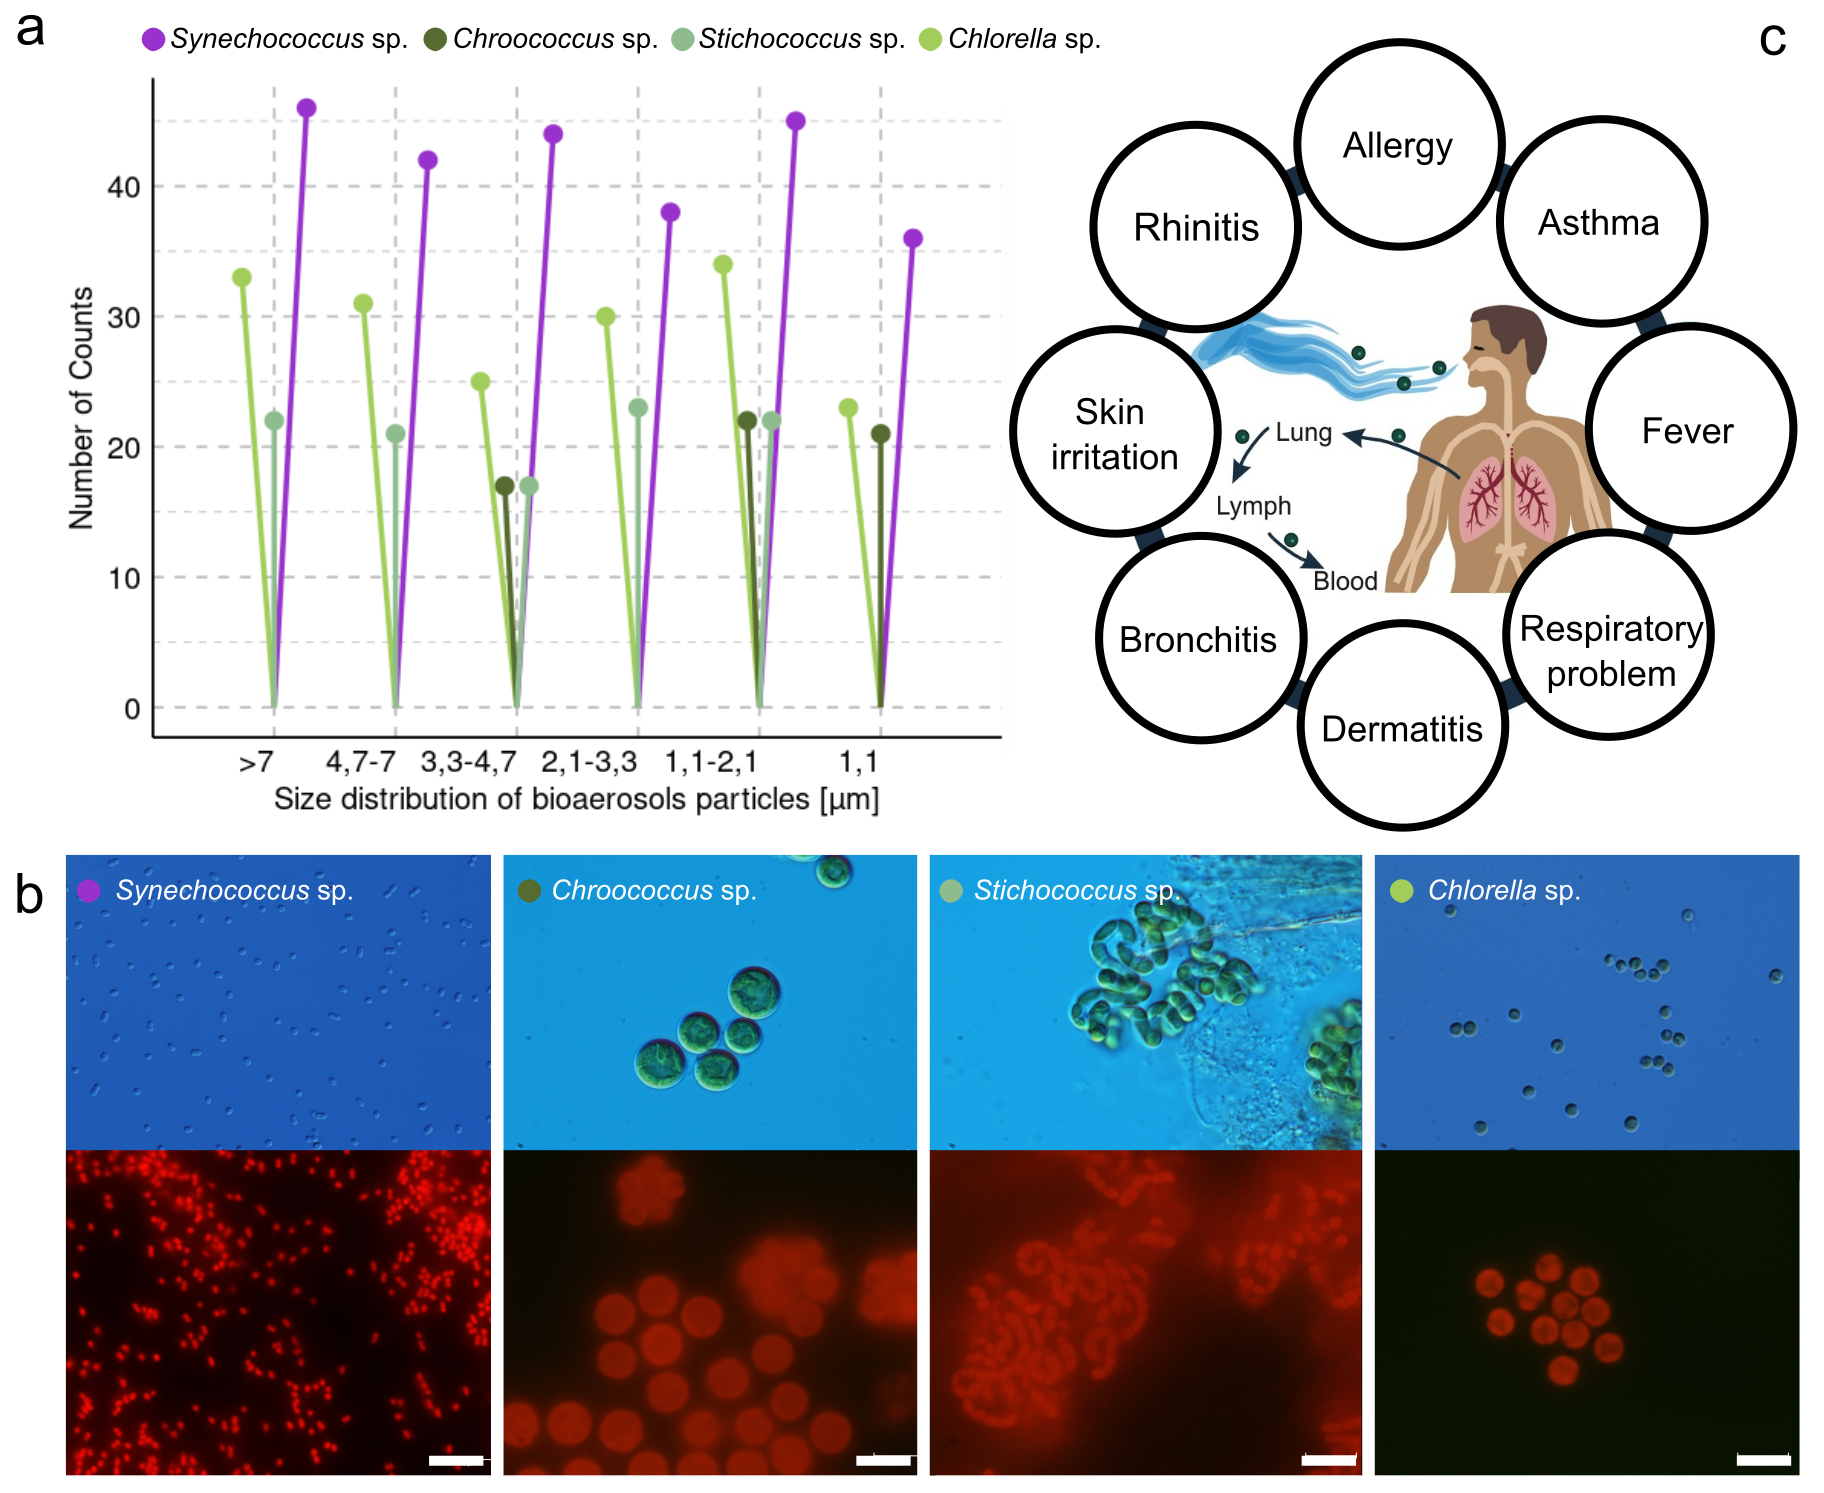 a
Synechococcus sp. Chroococcus sp. Stichococcus sp. Chlorella sp.
Number of Counts
40
30
20
10
0
>7 4,7-7 3,3-4,7 2,1-3,3 1,1-2,1 1,1
Size distribution of bioaerosols particles [µm]
c
Allergy
Asthma
Fever
Respiratory
problem
Dermatitis
Bronchitis
Skin
irritation
Rhinitis
Lung
Lymph
Blood
b
Synechococcus sp.
Chroococcus sp.
Stichococcus sp.
Chlorella sp.